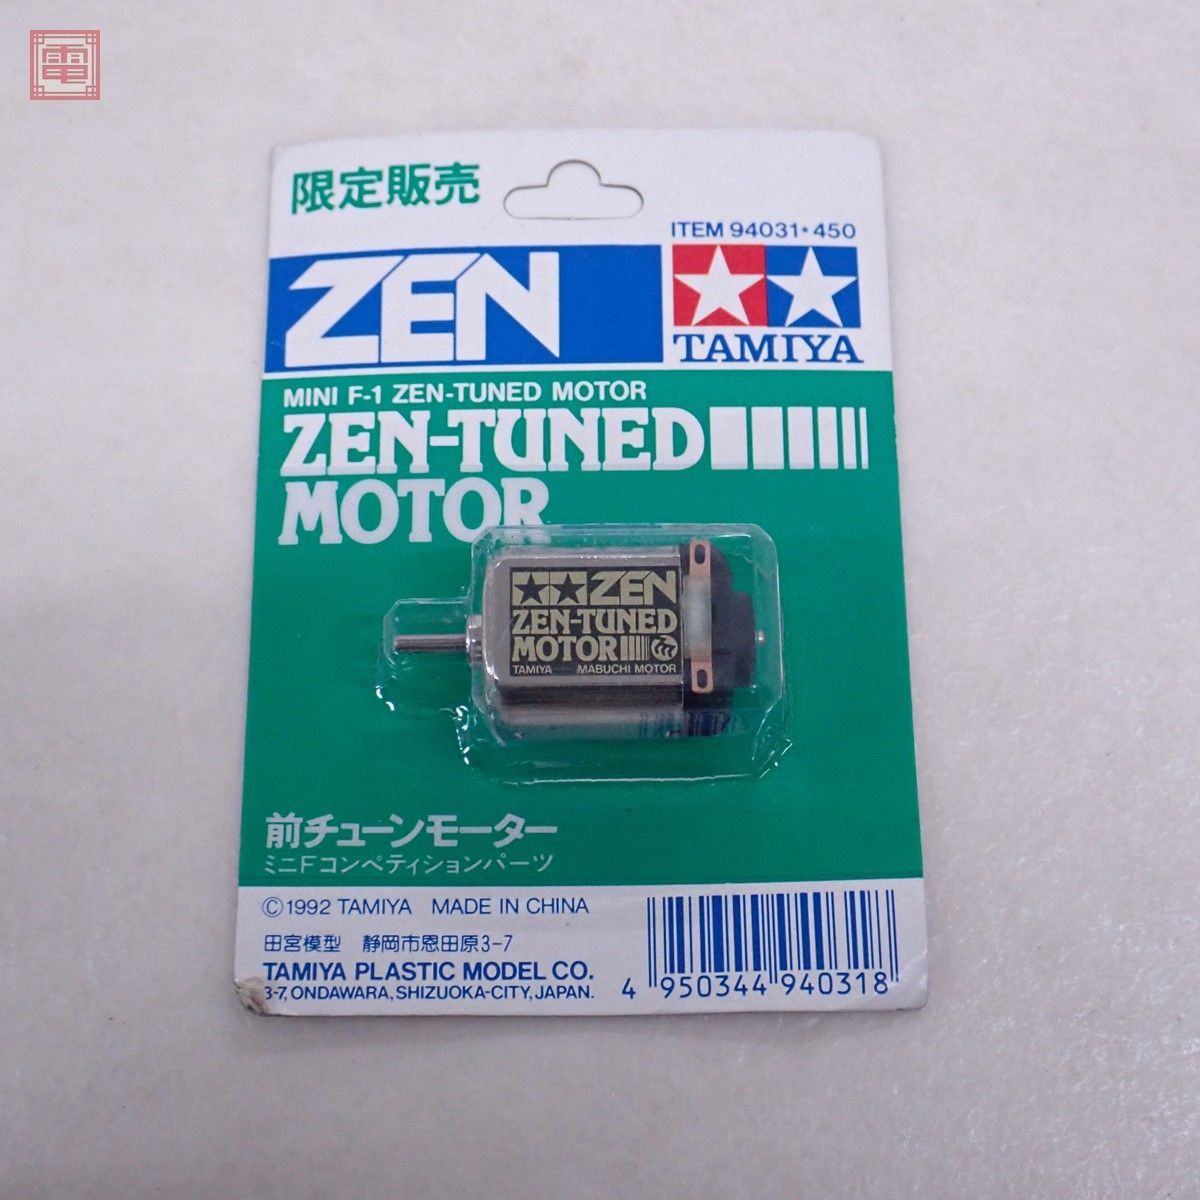 電
限定販売
ITEM 94031★450
ZEN
TAMIYA
MINI F-1 ZEN-TUNED MOTOR
ZEN-TUNED
MOTOR
ZEN
ZEN-TUNED
MOTOR
TAMIYA MABUCHI MOTOR
前チューンモーター
ミニFコンペティションパーツ
©1992 TAMIYA MADE IN CHINA
田宮模型 静岡市恩田原3-7
TAMIYA PLASTIC MODEL CO.
3-7, ONDAWARA, SHIZUOKA-CITY, JAPAN.
4 950344 940318